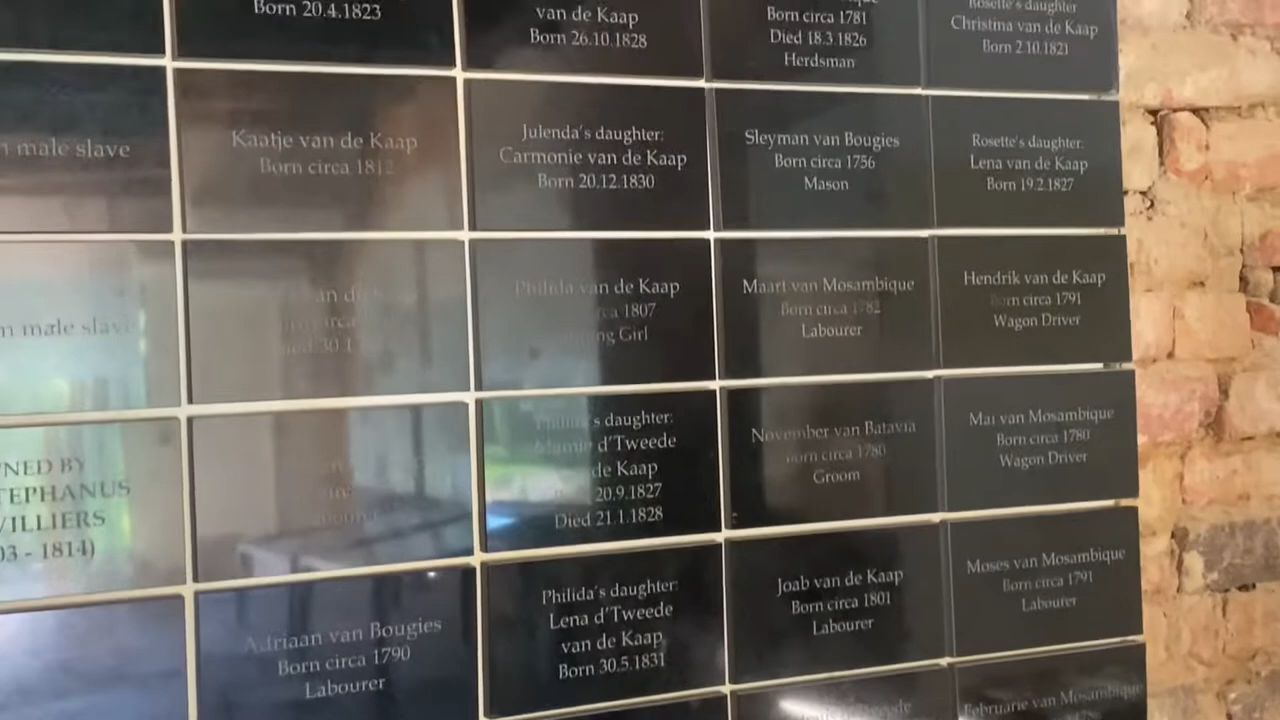 Born 20.4.1823
van de Kaap
Born 26.10.1828
Born circa 1781
Died 18.3.1826
Herdsman
Rosette's daughter
Christina van de Kaap
Born 2.10.1821
male slave
Kaatje van de Kaap
Born circa 1812
Julenda's daughter:
Carmonie van de Kaap
Born 20.12.1830
Sleyman van Bougies
Born circa 1756
Mason
Rosette's daughter:
Lena van de Kaap
Born 19.2.1827
male slave
Philida van de Kaap
1807
Girl
Maart van Mosambique
Born circa 1782
Labourer
Hendrik van de Kaap
Born circa 1791
Wagon Driver
OWNED BY
STEPHANUS
VILLIERS
- 1814)
Philida's daughter:
d'Tweede
de Kaap
20.9.1827
Died 21.1.1828
November van Batavia
Born circa 1780
Groom
Mai van Mosambique
Born circa 1780
Wagon Driver
Adriaan van Bougies
Born circa 1790
Labourer
Philida's daughter:
Lena d'Tweede
van de Kaap
Born 30.5.1831
Joab van de Kaap
Born circa 1801
Labourer
Moses van Mosambique
Born circa 1791
Labourer
Februarie van Mosambique